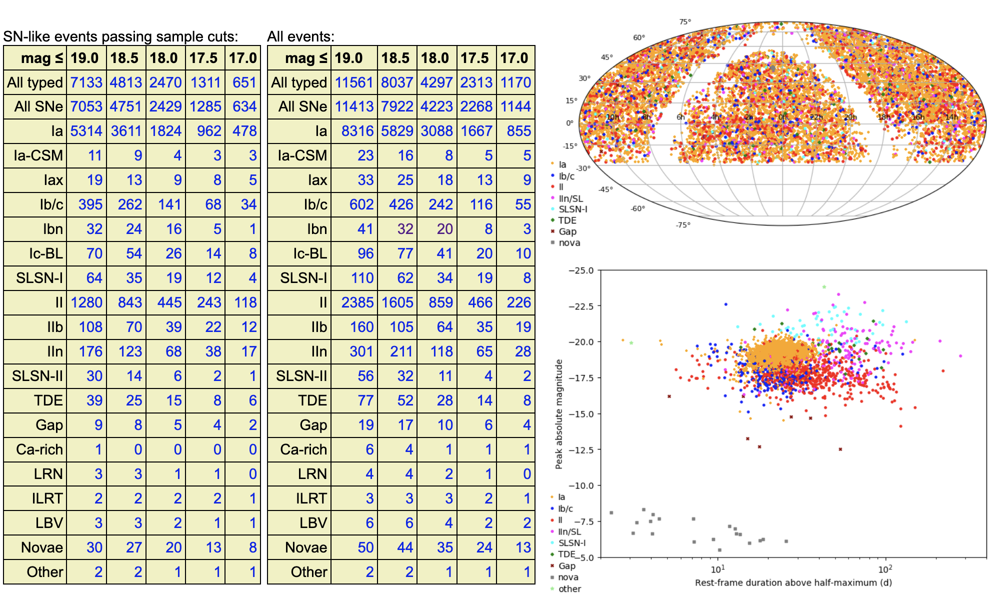 SN-like events passing sample cuts:
mag ≤ 19.0 18.5 18.0 17.5 17.0
All typed 7133 4813 2470 1311 651
All SNe 7053 4751 2429 1285 634
Ia 5314 3611 1824 962 478
Ia-CSM 11 9 4 3 3
Iax 19 13 9 8 5
Ib/c 395 262 141 68 34
Ibn 32 24 16 5 1
Ic-BL 70 54 26 14 8
SLSN-I 64 35 19 12 4
II 1280 843 445 243 118
IIb 108 70 39 22 12
IIn 176 123 68 38 17
SLSN-II 30 14 6 2 1
TDE 39 25 15 8 6
Gap 9 8 5 4 2
Ca-rich 1 0 0 0 0
LRN 3 3 1 1 0
ILRT 2 2 2 2 1
LBV 3 3 2 1 1
Novae 30 27 20 13 8
Other 2 2 1 1 1
All events:
mag ≤ 19.0 18.5 18.0 17.5 17.0
All typed 11561 8037 4297 2313 1170
All SNe 11413 7922 4223 2268 1144
Ia 8316 5829 3088 1667 855
Ia-CSM 23 16 8 5 5
Iax 33 25 18 13 9
Ib/c 602 426 242 116 55
Ibn 41 32 20 8 3
Ic-BL 96 77 41 20 10
SLSN-I 110 62 34 19 8
II 2385 1605 859 466 226
IIb 160 105 64 35 19
IIn 301 211 118 65 28
SLSN-II 56 32 11 4 2
TDE 77 52 28 14 8
Gap 19 17 10 6 4
Ca-rich 6 4 1 1 1
LRN 4 4 2 1 0
ILRT 3 3 3 2 1
LBV 6 6 4 2 2
Novae 50 44 35 24 13
Other 2 2 1 1 1
75°
60°
45°
30°
15°
0°
-15°
-30°
-45°
-60°
-75°
10h 8h 6h 4h 2h 0h 22h 20h 18h 16h 14h
Ia
Ib/c
II
IIn/SL
SLSN-I
TDE
Gap
nova
−25.0
−22.5
−20.0
−17.5
−15.0
−12.5
−10.0
−7.5
−5.0
Peak absolute magnitude
10¹ 10²
Rest-frame duration above half-maximum (d)
Ia
Ib/c
II
IIn/SL
SLSN-I
TDE
Gap
nova
other